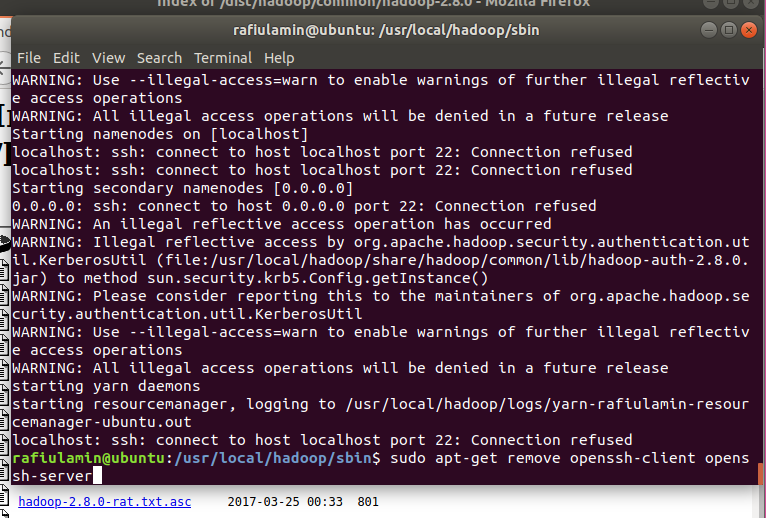 Index of /dist/hadoop/common/hadoop-2.8.0 - Mozilla Firefox
rafiulamin@ubuntu: /usr/local/hadoop/sbin
File Edit View Search Terminal Help
WARNING: Use --illegal-access=warn to enable warnings of further illegal reflectiv
e access operations
WARNING: All illegal access operations will be denied in a future release
Starting namenodes on [localhost]
localhost: ssh: connect to host localhost port 22: Connection refused
localhost: ssh: connect to host localhost port 22: Connection refused
Starting secondary namenodes [0.0.0.0]
0.0.0.0: ssh: connect to host 0.0.0.0 port 22: Connection refused
WARNING: An illegal reflective access operation has occurred
WARNING: Illegal reflective access by org.apache.hadoop.security.authentication.ut
il.KerberosUtil (file:/usr/local/hadoop/share/hadoop/common/lib/hadoop-auth-2.8.0.
jar) to method sun.security.krb5.Config.getInstance()
WARNING: Please consider reporting this to the maintainers of org.apache.hadoop.se
curity.authentication.util.KerberosUtil
WARNING: Use --illegal-access=warn to enable warnings of further illegal reflectiv
e access operations
WARNING: All illegal access operations will be denied in a future release
starting yarn daemons
starting resourcemanager, logging to /usr/local/hadoop/logs/yarn-rafiulamin-resour
cemanager-ubuntu.out
localhost: ssh: connect to host localhost port 22: Connection refused
rafiulamin@ubuntu:/usr/local/hadoop/sbin$ sudo apt-get remove openssh-client opens
sh-server
hadoop-2.8.0-rat.txt.asc 2017-03-25 00:33 801